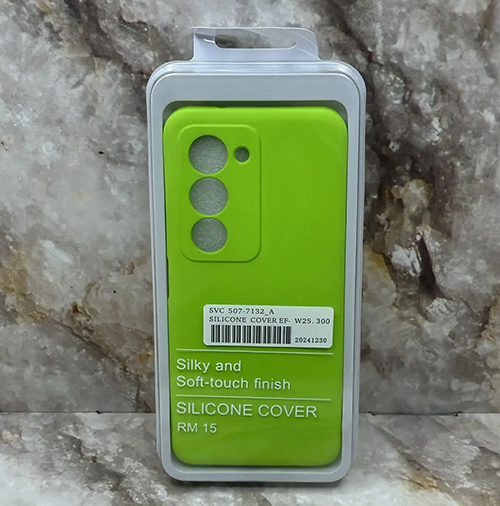 SVC 507-7132_A
SILICONE COVER EF- W25.300
20241230
Silky and
Soft-touch finish
SILICONE COVER
RM 15